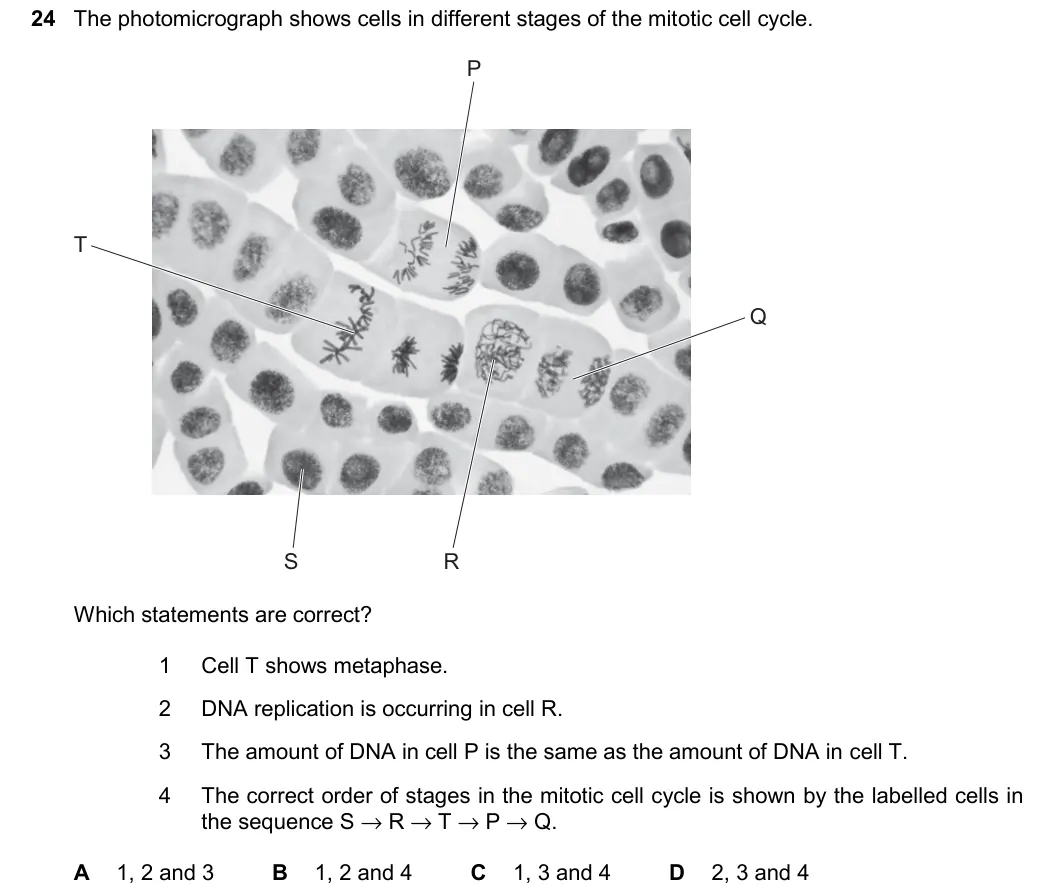 24 The photomicrograph shows cells in different stages of the mitotic cell cycle.
P
T
Q
S
R
Which statements are correct?
1 Cell T shows metaphase.
2 DNA replication is occurring in cell R.
3 The amount of DNA in cell P is the same as the amount of DNA in cell T.
4 The correct order of stages in the mitotic cell cycle is shown by the labelled cells in
the sequence S → R → T → P → Q.
A 1, 2 and 3 B 1, 2 and 4 C 1, 3 and 4 D 2, 3 and 4